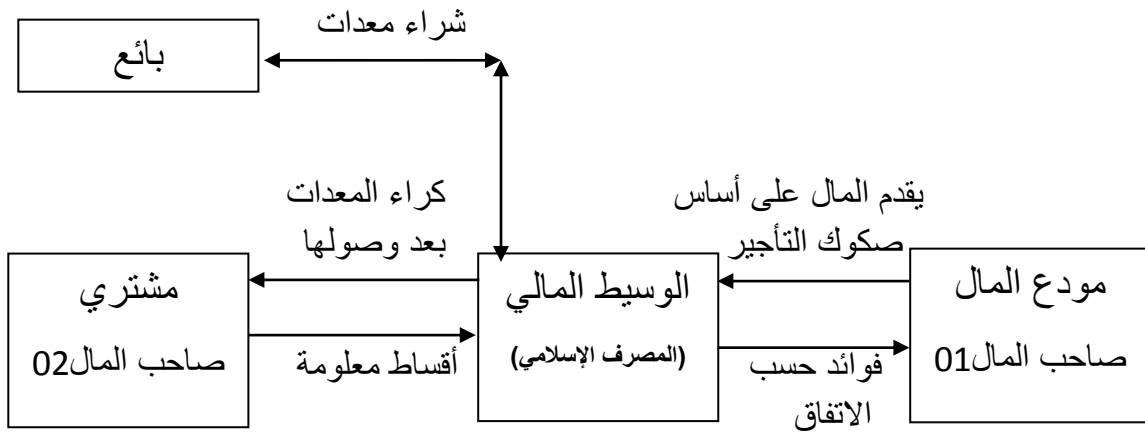 شراء معدات
بائع
يقدم المال على أساس
صكوك التأجير
كراء المعدات
بعد وصولها
مودع المال
صاحب المال01
الوسيط المالي
(المصرف الإسلامي)
مشتري
صاحب المال02
فوائد حسب
الاتفاق
أقساط معلومة